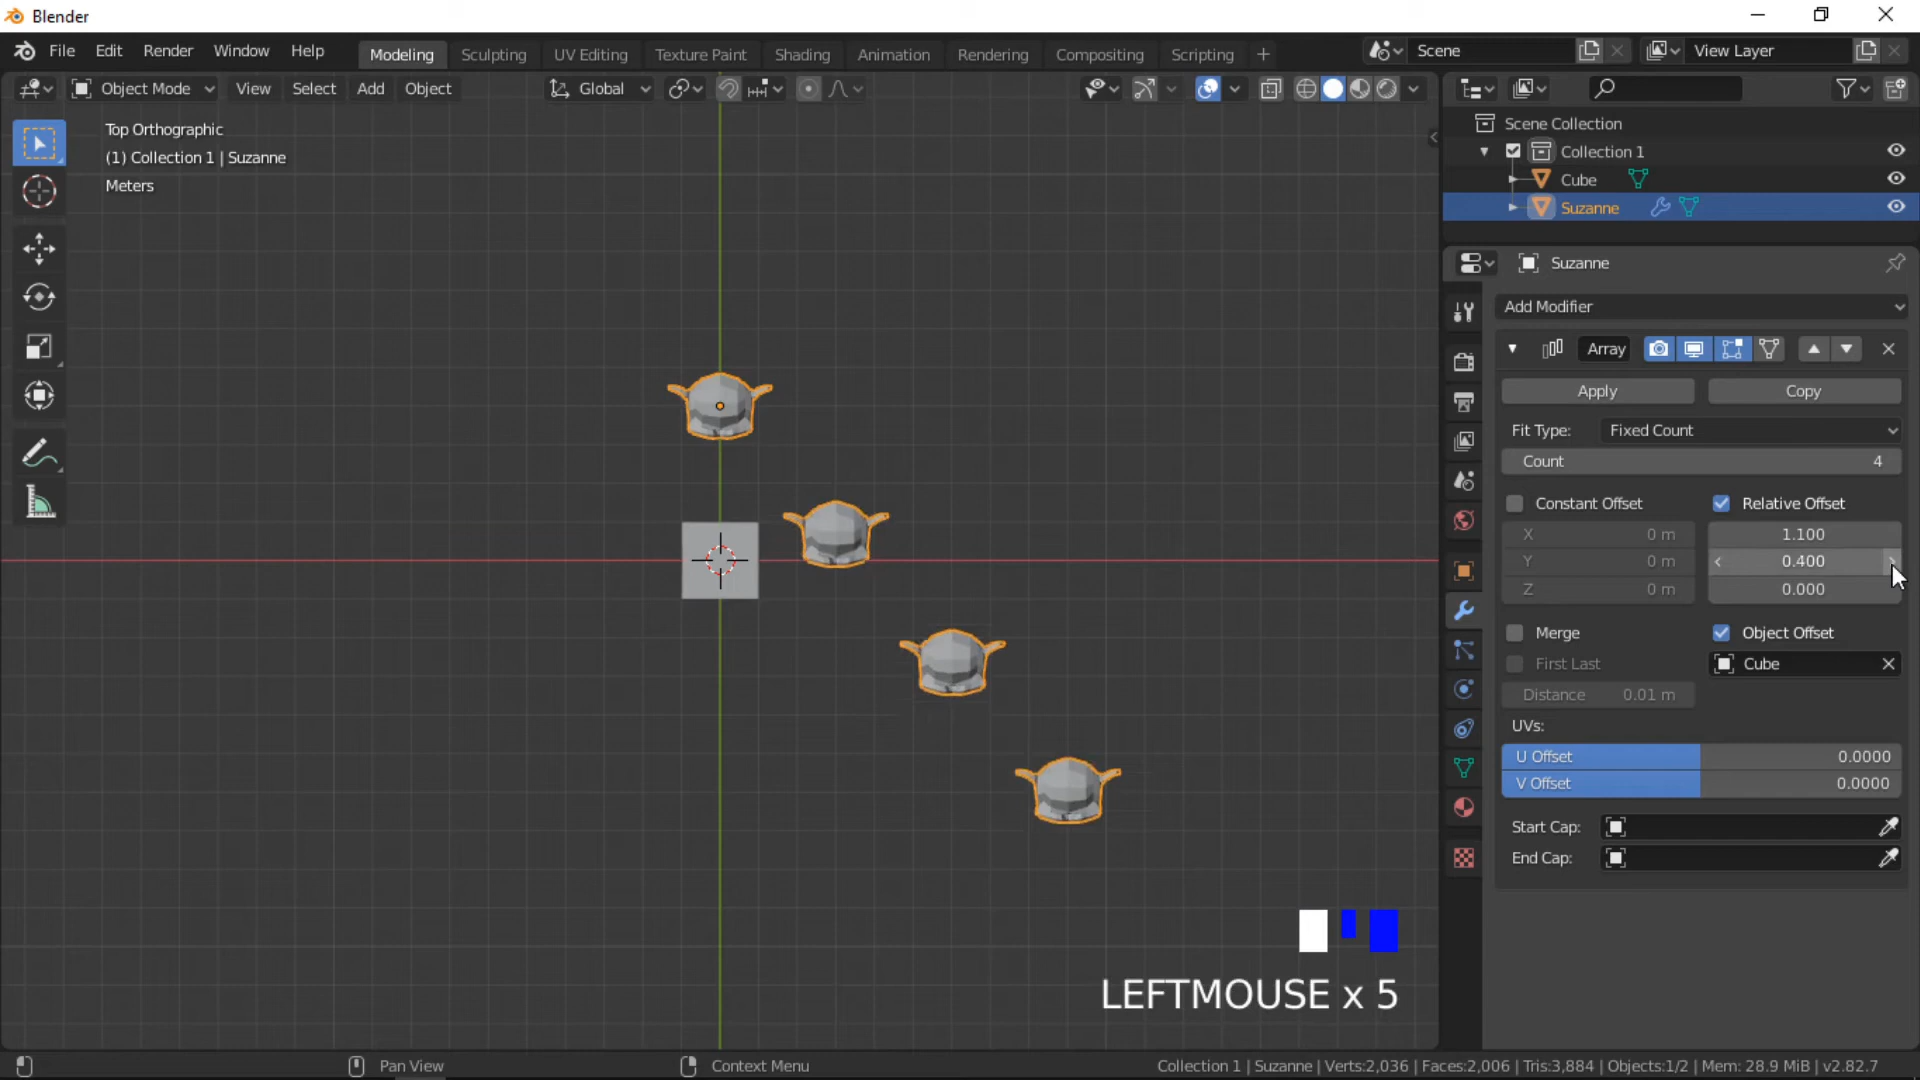 Blender
File Edit Render Window Help Modeling Sculpting UV Editing Texture Paint Shading Animation Rendering Compositing Scripting + Scene View Layer
Object Mode View Select Add Object Global
Top Orthographic
(1) Collection 1 | Suzanne
Meters
Scene Collection
Collection 1
Cube
Suzanne
Suzanne
Add Modifier
Array
Apply Copy
Fit Type: Fixed Count
Count 4
Constant Offset Relative Offset
X 0 m 1.100
Y 0 m 0.400
Z 0 m 0.000
Merge Object Offset
First Last Cube
Distance 0.01 m
UVs:
U Offset 0.0000
V Offset 0.0000
Start Cap:
End Cap:
LEFTMOUSE x 5
Pan View Context Menu Collection 1 | Suzanne | Verts:2,036 | Faces:2,006 | Tris:3,884 | Objects:1/2 | Mem: 28.9 MiB | v2.82.7